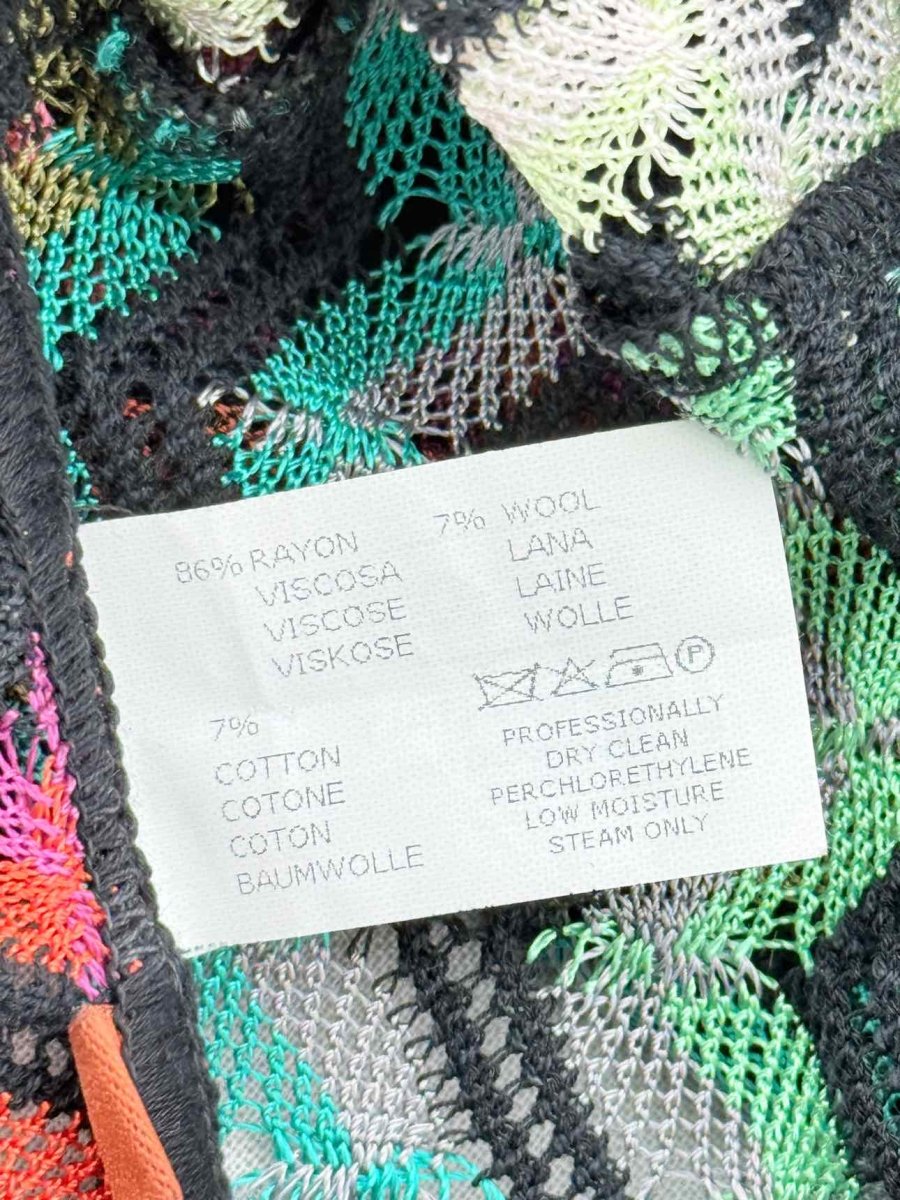 86% RAYON
VISCOSA
VISCOSE
VISKOSE
7%
COTTON
COTONE
COTON
BAUMWOLLE
7% WOOL
LANA
LAINE
WOLLE
P
PROFESSIONALLY
DRY CLEAN
PERCHLORETHYLENE
LOW MOISTURE
STEAM ONLY